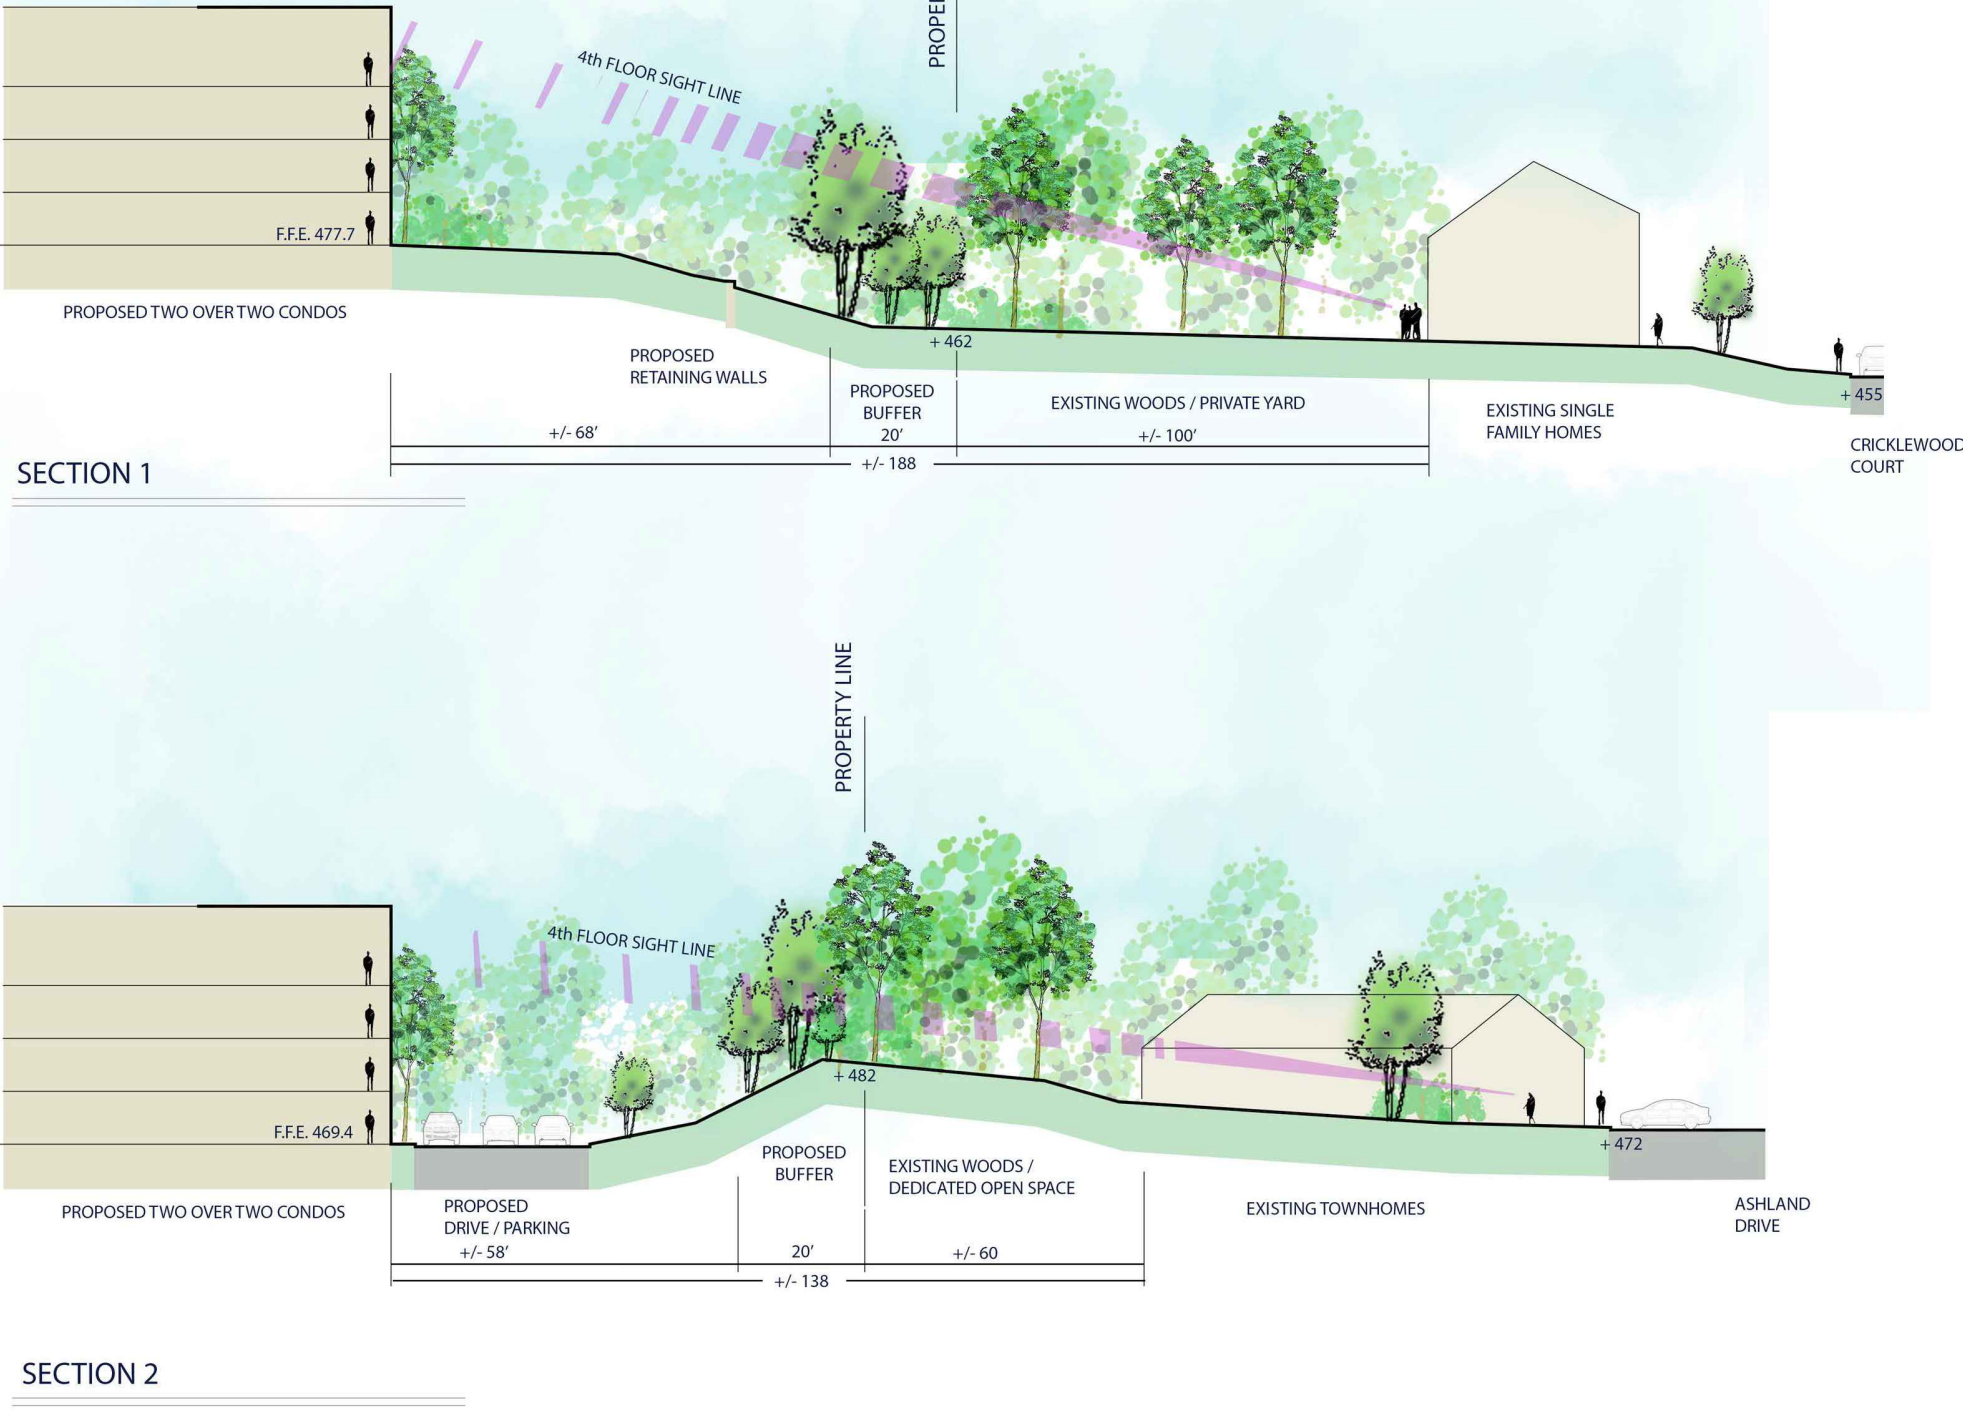 PROPER
4th FLOOR SIGHT LINE
F.F.E. 477.7
PROPOSED TWO OVER TWO CONDOS
PROPOSED
RETAINING WALLS
+ 462
PROPOSED
BUFFER
20’
EXISTING WOODS / PRIVATE YARD
EXISTING SINGLE
FAMILY HOMES
+ 455
CRICKLEWOOD
COURT
+/- 68’
+/- 100’
+/- 188
SECTION 1
PROPERTY LINE
4th FLOOR SIGHT LINE
F.F.E. 469.4
+ 482
+ 472
PROPOSED TWO OVER TWO CONDOS
PROPOSED
DRIVE / PARKING
+/- 58’
PROPOSED
BUFFER
20’
EXISTING WOODS /
DEDICATED OPEN SPACE
+/- 60
EXISTING TOWNHOMES
ASHLAND
DRIVE
+/- 138
SECTION 2